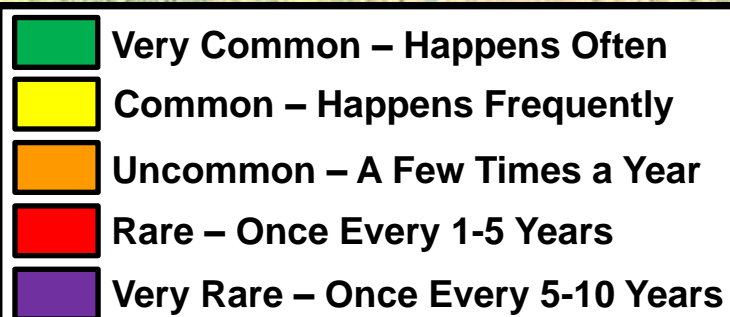 Very Common – Happens Often
Common – Happens Frequently
Uncommon – A Few Times a Year
Rare – Once Every 1-5 Years
Very Rare – Once Every 5-10 Years